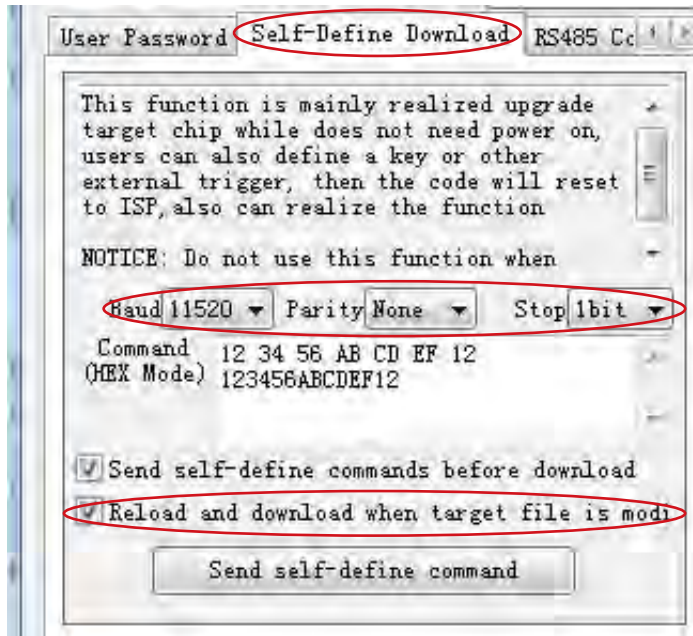 User Password Self-Define Download RS485 Co
This function is mainly realized upgrade
target chip while does not need power on,
users can also define a key or other
external trigger, then the code will reset
to ISP, also can realize the function
NOTICE: Do not use this function when
Baud 11520 Parity None Stop 1bit
Command
(HEX Mode)
12 34 56 AB CD EF 12
123456ABCDEF12
Send self-define commands before download
Reload and download when target file is modi
Send self-define command